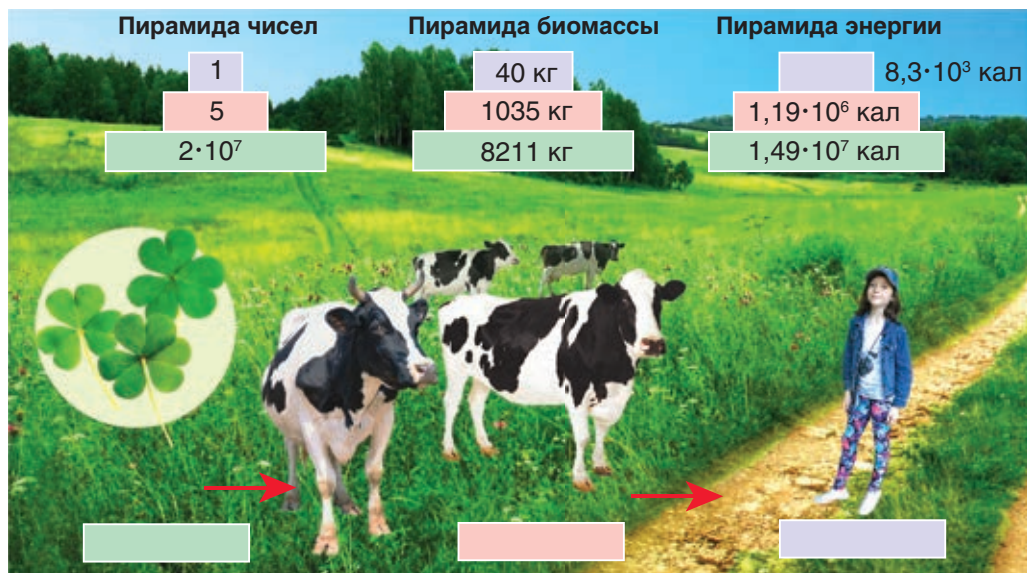 Пирамида чисел
1
5
2·10⁷
Пирамида биомассы
40 кг
1035 кг
8211 кг
Пирамида энергии
8,3·10³ кал
1,19·10⁶ кал
1,49·10⁷ кал